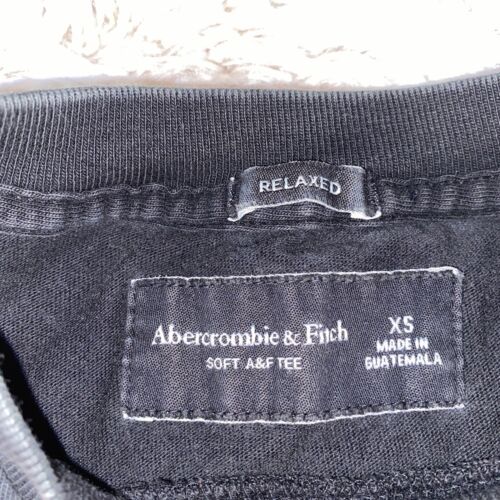 RELAXED
Abercrombie & Fitch
SOFT A&F TEE
XS
MADE IN
GUATEMALA